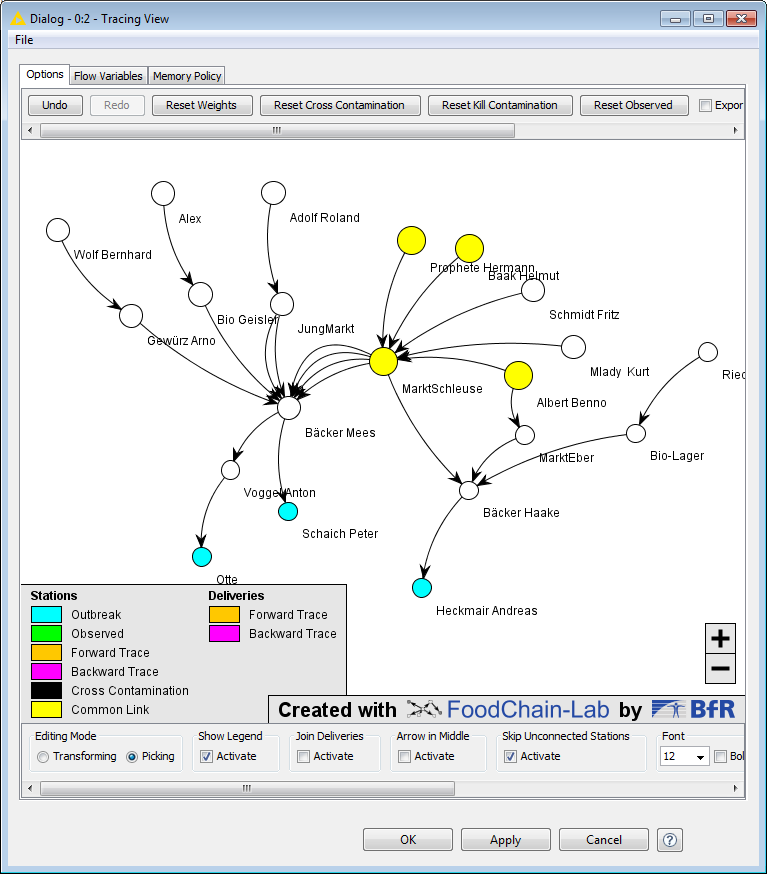 Dialog - 0:2 - Tracing View
File
Options Flow Variables Memory Policy
Undo Redo Reset Weights Reset Cross Contamination Reset Kill Contamination Reset Observed Expor
Alex
Adolf Roland
Wolf Bernhard
Prophete Hermann
Baak Helmut
Bio Geisler
Schmidt Fritz
JungMarkt
Gewürz Arno
Mlady Kurt
Ried
MarktSchleuse
Albert Benno
Bäcker Mees
MarktEber
Bio-Lager
Voggel Anton
Bäcker Haake
Schaich Peter
Otte
Heckmair Andreas
Stations Deliveries
Outbreak Forward Trace
Observed Backward Trace
Forward Trace
Backward Trace
Cross Contamination
Common Link
+
−
Created with FoodChain-Lab by BfR
Editing Mode Show Legend Join Deliveries Arrow in Middle Skip Unconnected Stations Font
Transforming Picking Activate Activate Activate Activate 12 Bol
OK Apply Cancel ?